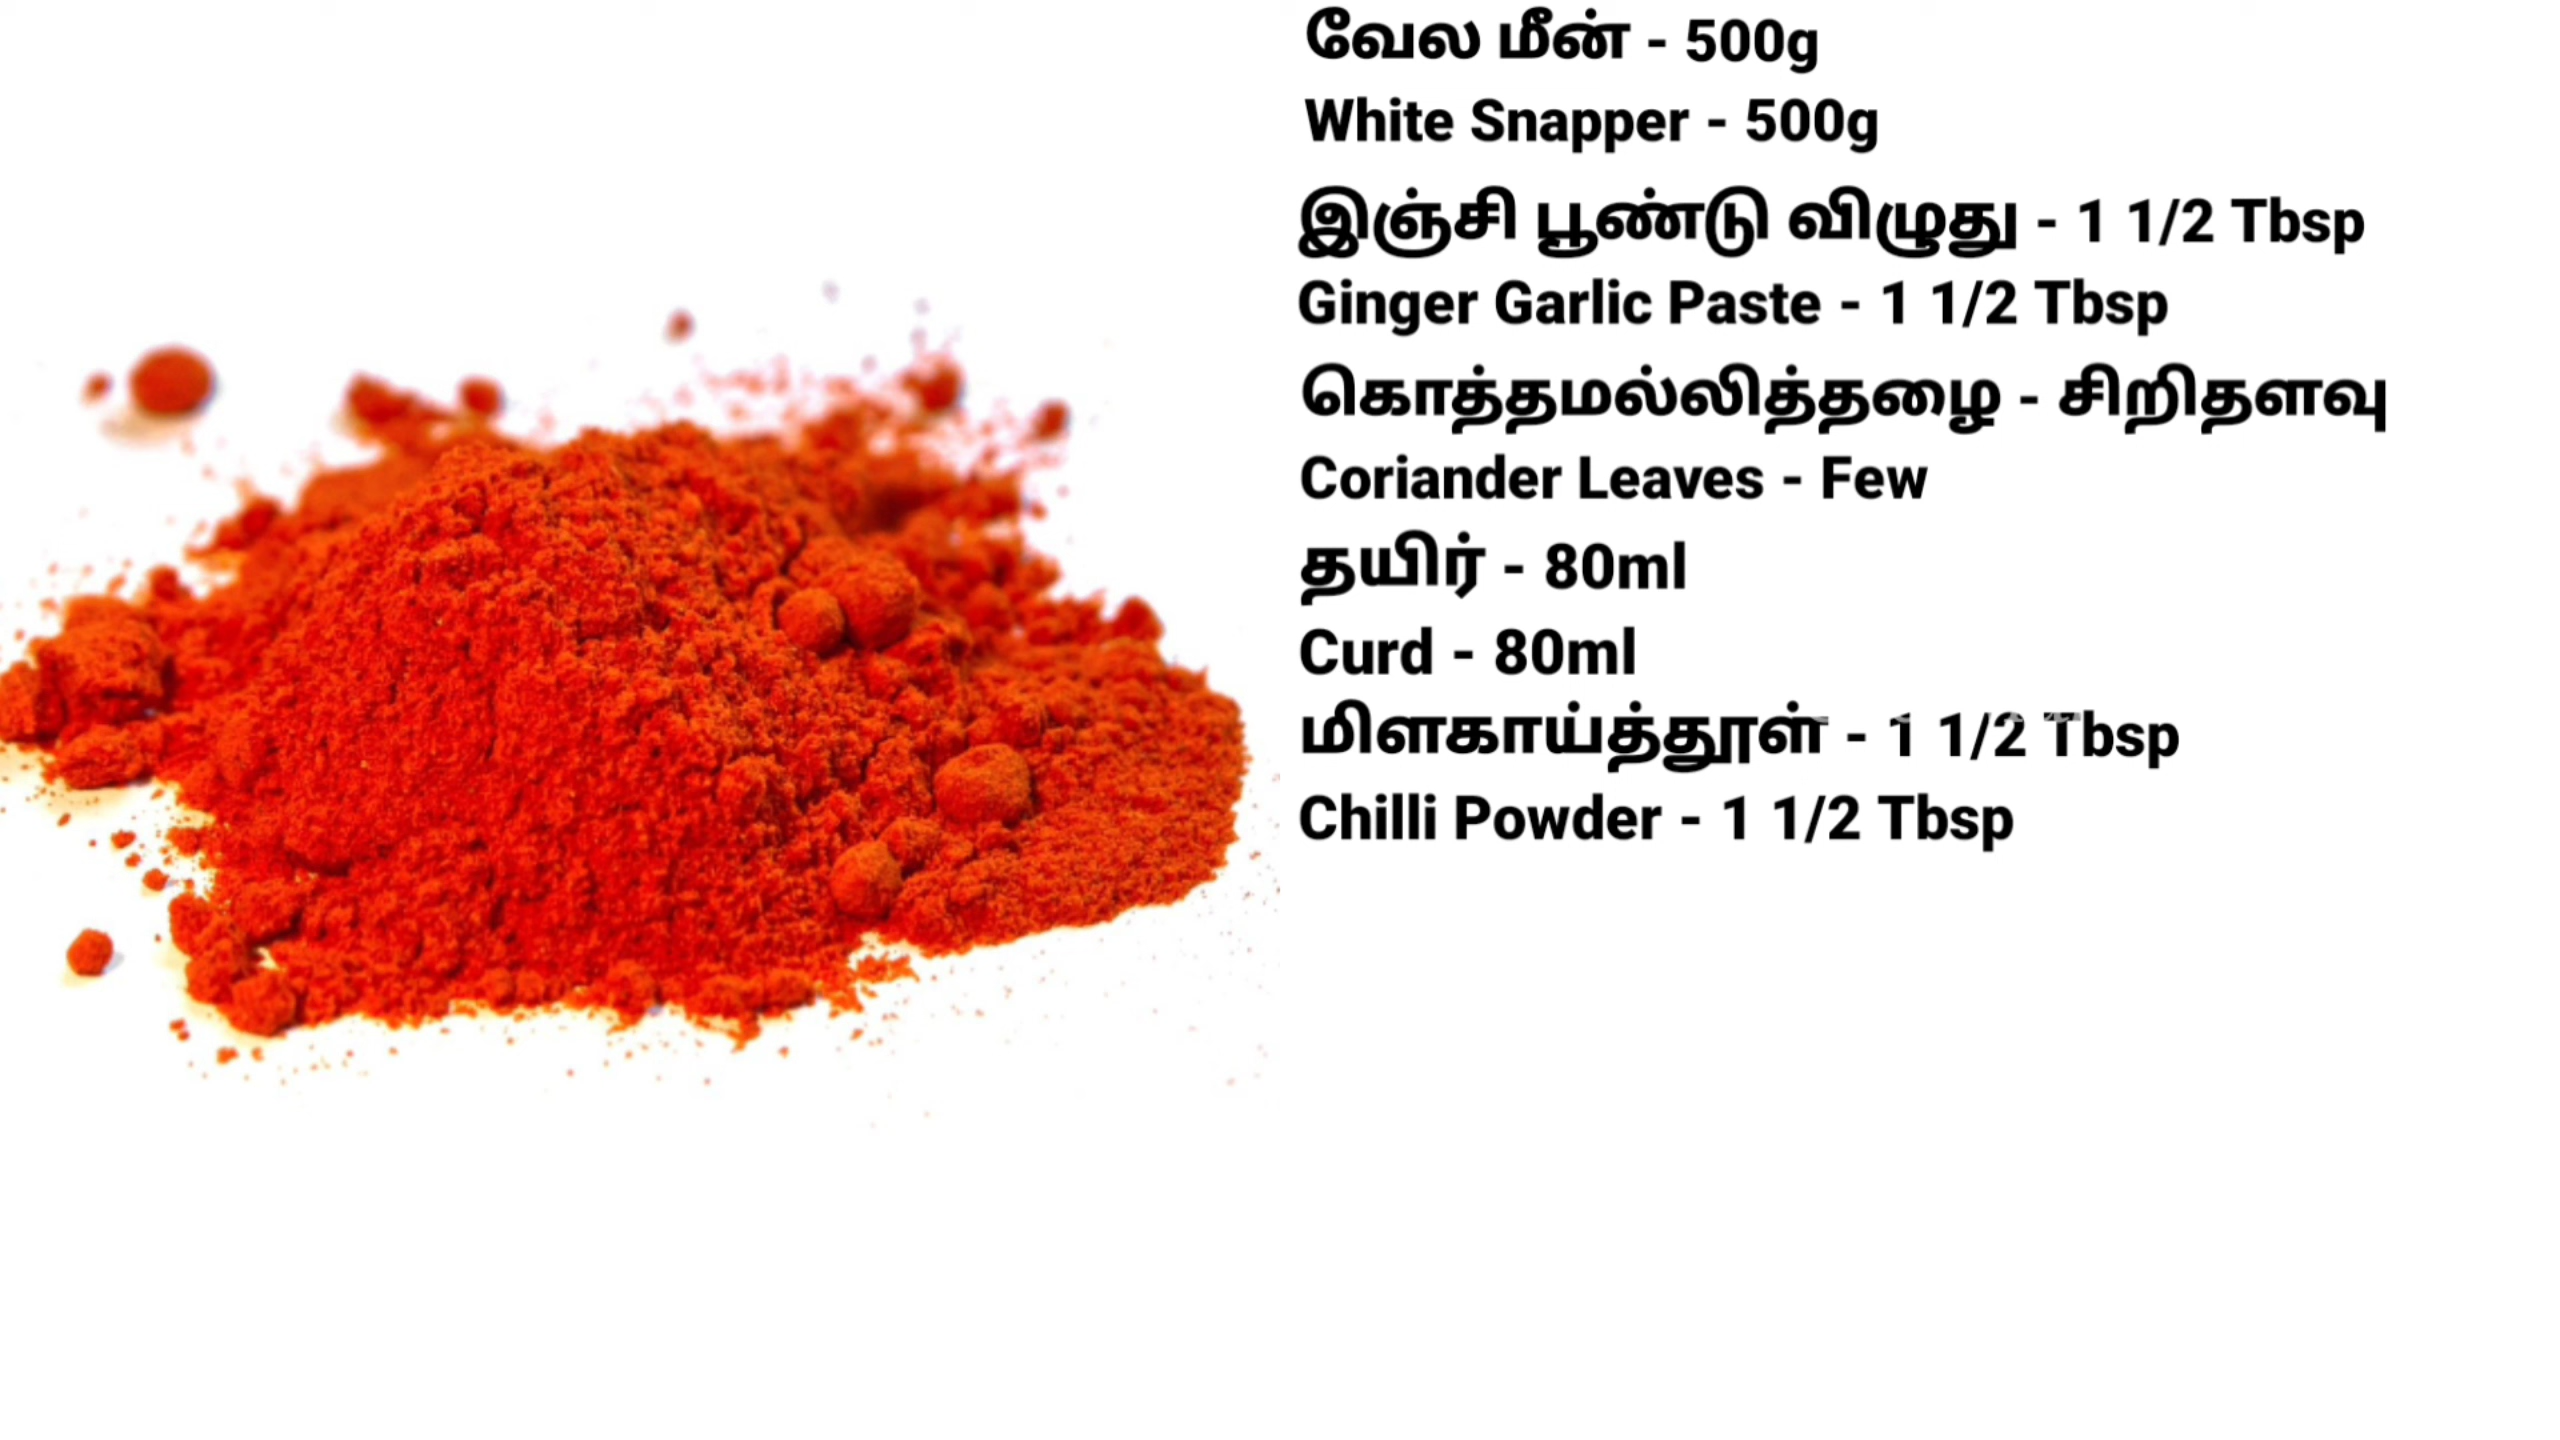 வேல மீன் - 500g
White Snapper - 500g
இஞ்சி பூண்டு விழுது - 1 1/2 Tbsp
Ginger Garlic Paste - 1 1/2 Tbsp
கொத்தமல்லித்தழை - சிறிதளவு
Coriander Leaves - Few
தயிர் - 80ml
Curd - 80ml
மிளகாய்த்தூள் - 1 1/2 Tbsp
Chilli Powder - 1 1/2 Tbsp